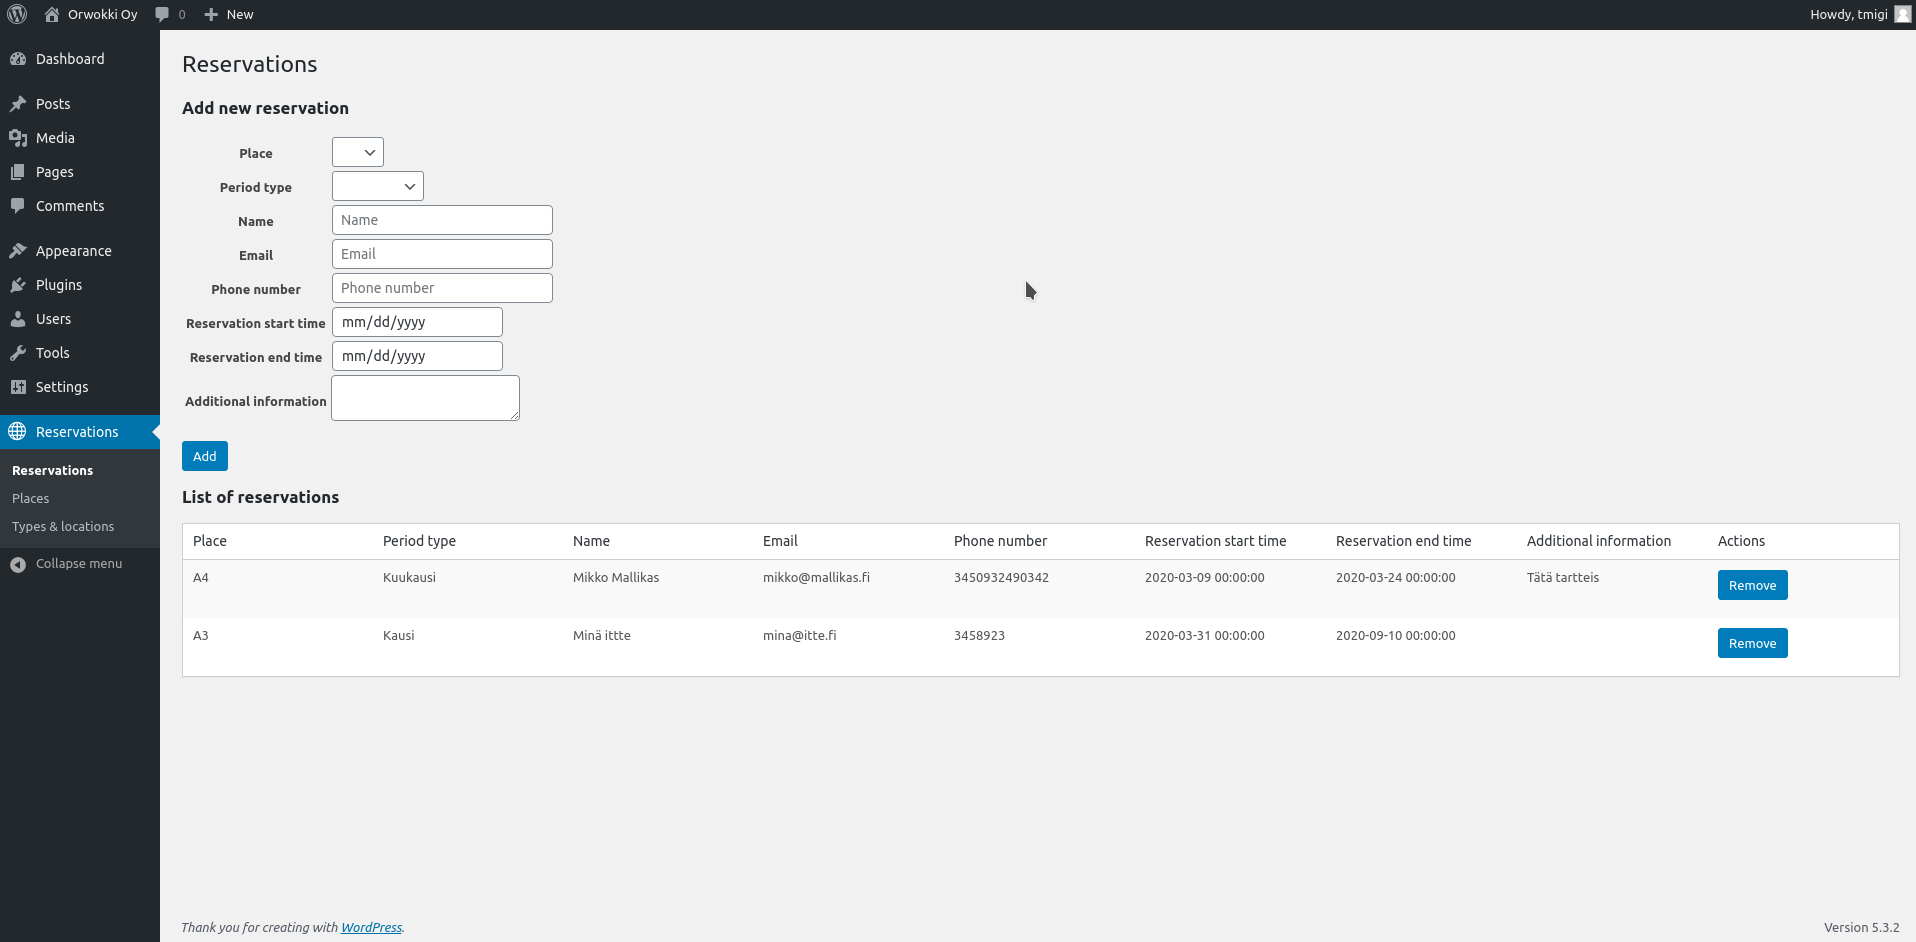 Orwokki Oy 0 New Howdy, tmigi
Dashboard
Posts
Media
Pages
Comments
Appearance
Plugins
Users
Tools
Settings
Reservations
Reservations
Places
Types & locations
Collapse menu
Reservations
Add new reservation
Place
Period type
Name Name
Email Email
Phone number Phone number
Reservation start time mm/dd/yyyy
Reservation end time mm/dd/yyyy
Additional information
Add
List of reservations
Place Period type Name Email Phone number Reservation start time Reservation end time Additional information Actions
A4 Kuukausi Mikko Mallikas mikko@mallikas.fi 3450932490342 2020-03-09 00:00:00 2020-03-24 00:00:00 Tätä tartteis Remove
A3 Kausi Minä ittte mina@itte.fi 3458923 2020-03-31 00:00:00 2020-09-10 00:00:00 Remove
Thank you for creating with WordPress. Version 5.3.2